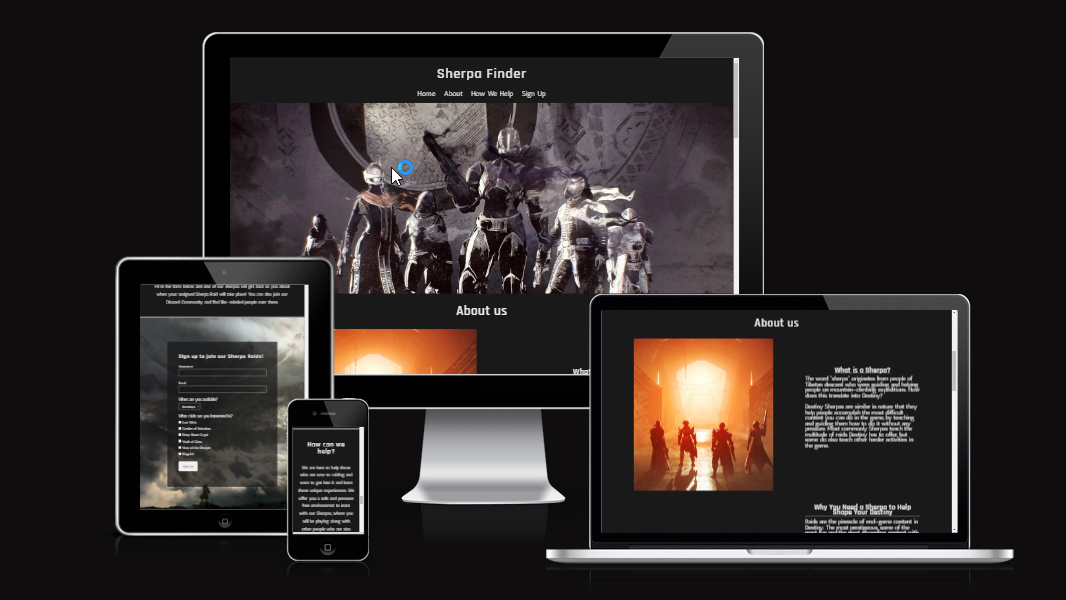 Sherpa Finder
Home About How We Help Sign Up
About us
What
Fill in the form below and one of our Sherpas will get back to you about
when your assigned Sherpa Raid will take place! You can also join our
Discord Community and find like-minded people over there.
Sign up to join our Sherpa Raids!
Username
Email
When are you available?
Which raids are you interested in?
Last Wish
Garden of Salvation
Deep Stone Crypt
Vault of Glass
Vow of the Disciple
Sign Up
How can we
help?
We are here to help those
who are new to raiding and
want to get into it and learn
these unique experiences. We
offer you a safe and pressure
free environment to learn
with our Sherpas, where you
will be playing along with
other people who are also
About us
What is a Sherpa?
The word "sherpa" originates from people of
Tibetan descent who were guiding and helping
people on mountain-climbing expeditions. How
does this translate into Destiny?
Destiny Sherpas are similar in nature that they
help people accomplish the most difficult
content you can do in the game, by teaching
and guiding them how to do it without any
pressure. Most commonly Sherpas teach the
multitude of raids Destiny has to offer, but
some do also teach other harder activities in
the game.
Why You Need a Sherpa to Help
Shape Your Destiny
Raids are the pinnacle of end-game content in
Destiny. The most prestigious, some of the